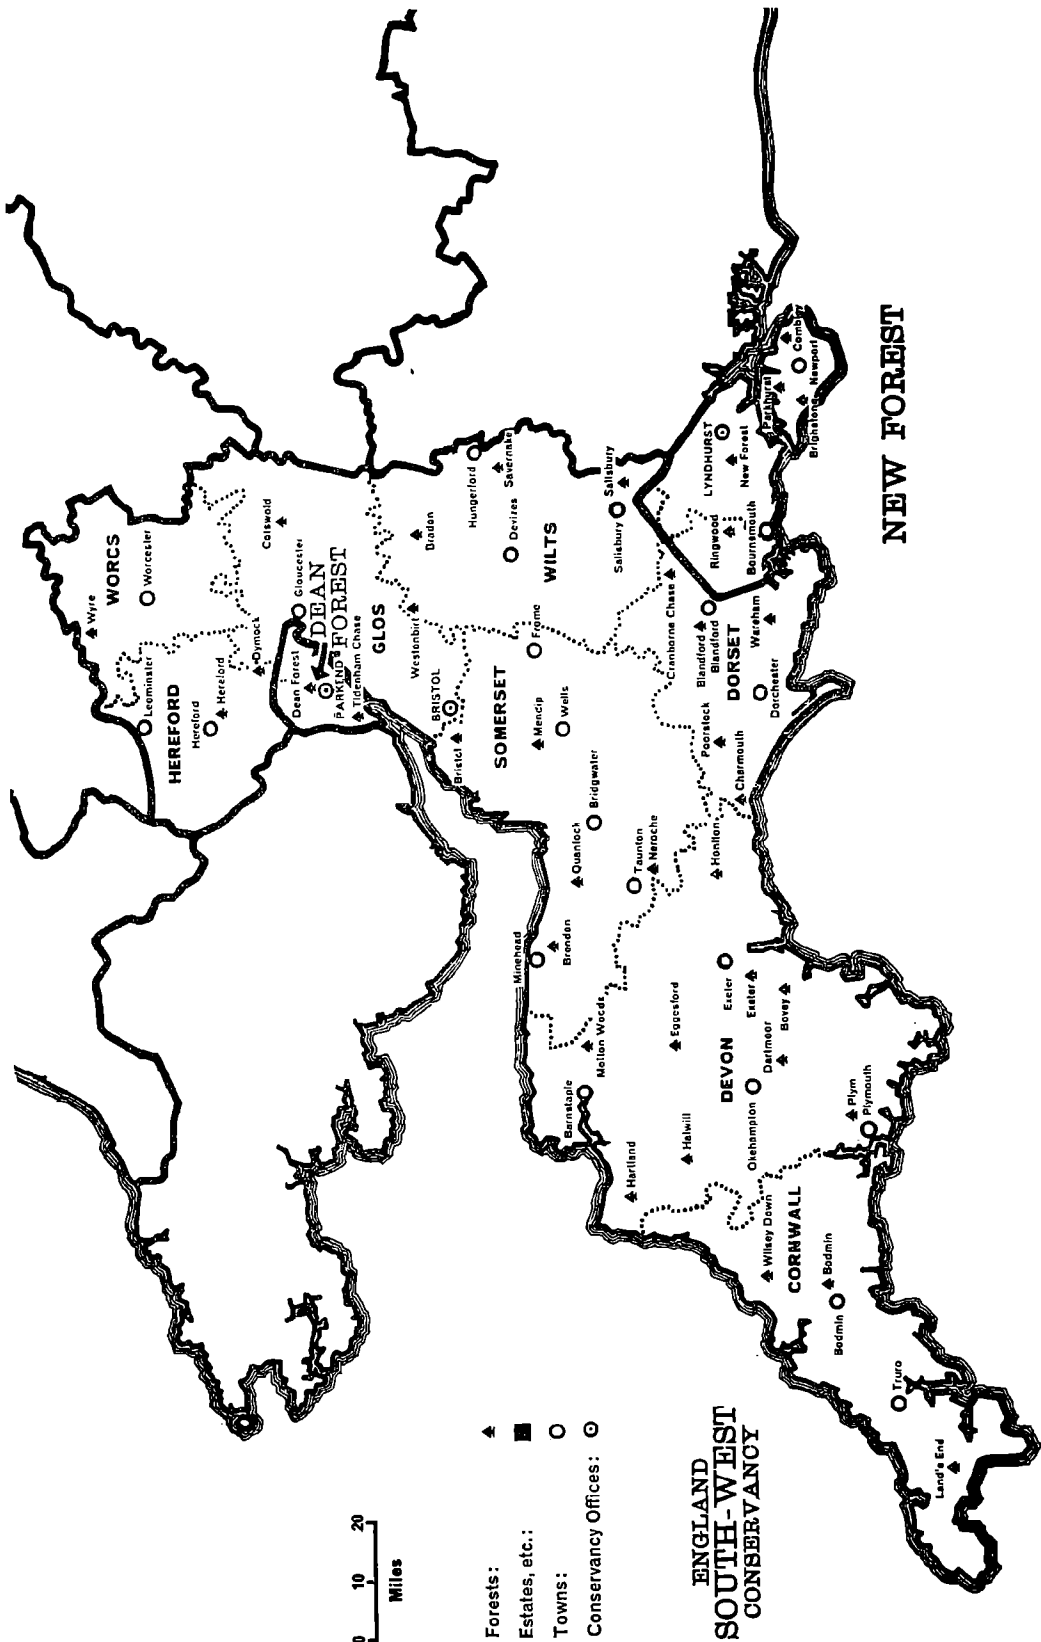 WORCS
Wyre
Worcester
Leominster
HEREFORD
Hereford
Hereford
Dymock
Cotswold
Gloucester
DEAN
FOREST
Dean Forest
PARKEND
Tidenham Chase
GLOS
Westonbirt
Bradon
BRISTOL
Bristol
Hungerford
Savernake
Devizes
WILTS
Frome
SOMERSET
Mendip
Wells
Bridgwater
Quantock
Minehead
Brendon
Taunton
Neroche
Salisbury
Salisbury
Cranborne Chase
LYNDHURST
New Forest
Ringwood
Bournemouth
Parkhurst
Combley
Newport
Brighstone
NEW FOREST
Blandford
Blandford
DORSET
Wareham
Dorchester
Poorstock
Charmouth
Honiton
Molton Woods
Barnstaple
Eggesford
Exeter
Exeter
Bovey
Dartmoor
DEVON
Okehampton
Halwill
Hartland
Plym
Plymouth
Wilsey Down
CORNWALL
Bodmin
Bodmin
Truro
Land's End
0 10 20
Miles
Forests:
Estates, etc.:
Towns:
Conservancy Offices:
ENGLAND
SOUTH-WEST
CONSERVANCY